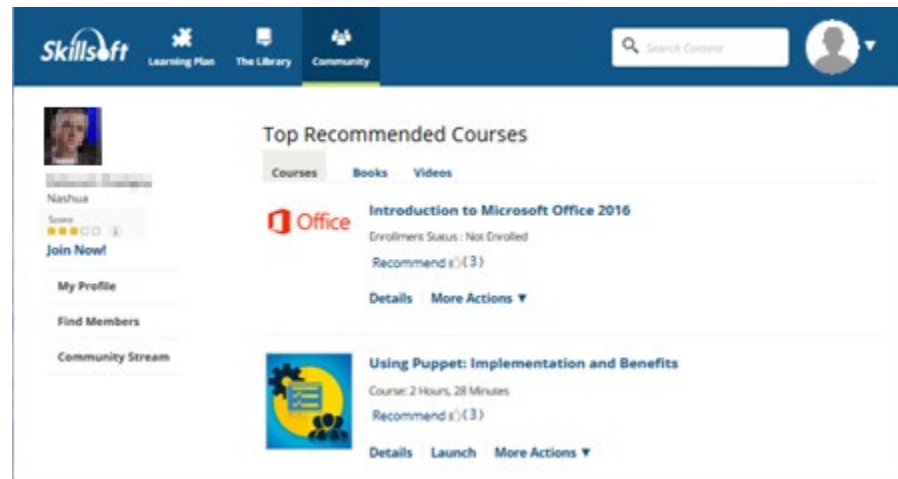 Skillsoft
Learning Plan
The Library
Community
Search Content
Nashua
Score
Join Now!
My Profile
Find Members
Community Stream
Top Recommended Courses
Courses Books Videos
Office
Introduction to Microsoft Office 2016
Enrollment Status : Not Enrolled
Recommend (3)
Details More Actions ▼
Using Puppet: Implementation and Benefits
Course: 2 Hours, 28 Minutes
Recommend (3)
Details Launch More Actions ▼